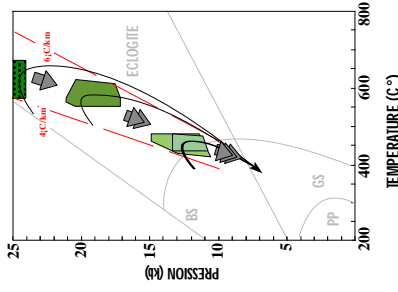 25
20
15
10
5
0
PRESSION (kb)
200
400
6000
800
TEMPERATURE (C°)
4¡C/km
6¡C/km
ECLOGITE
BS
GS
PP